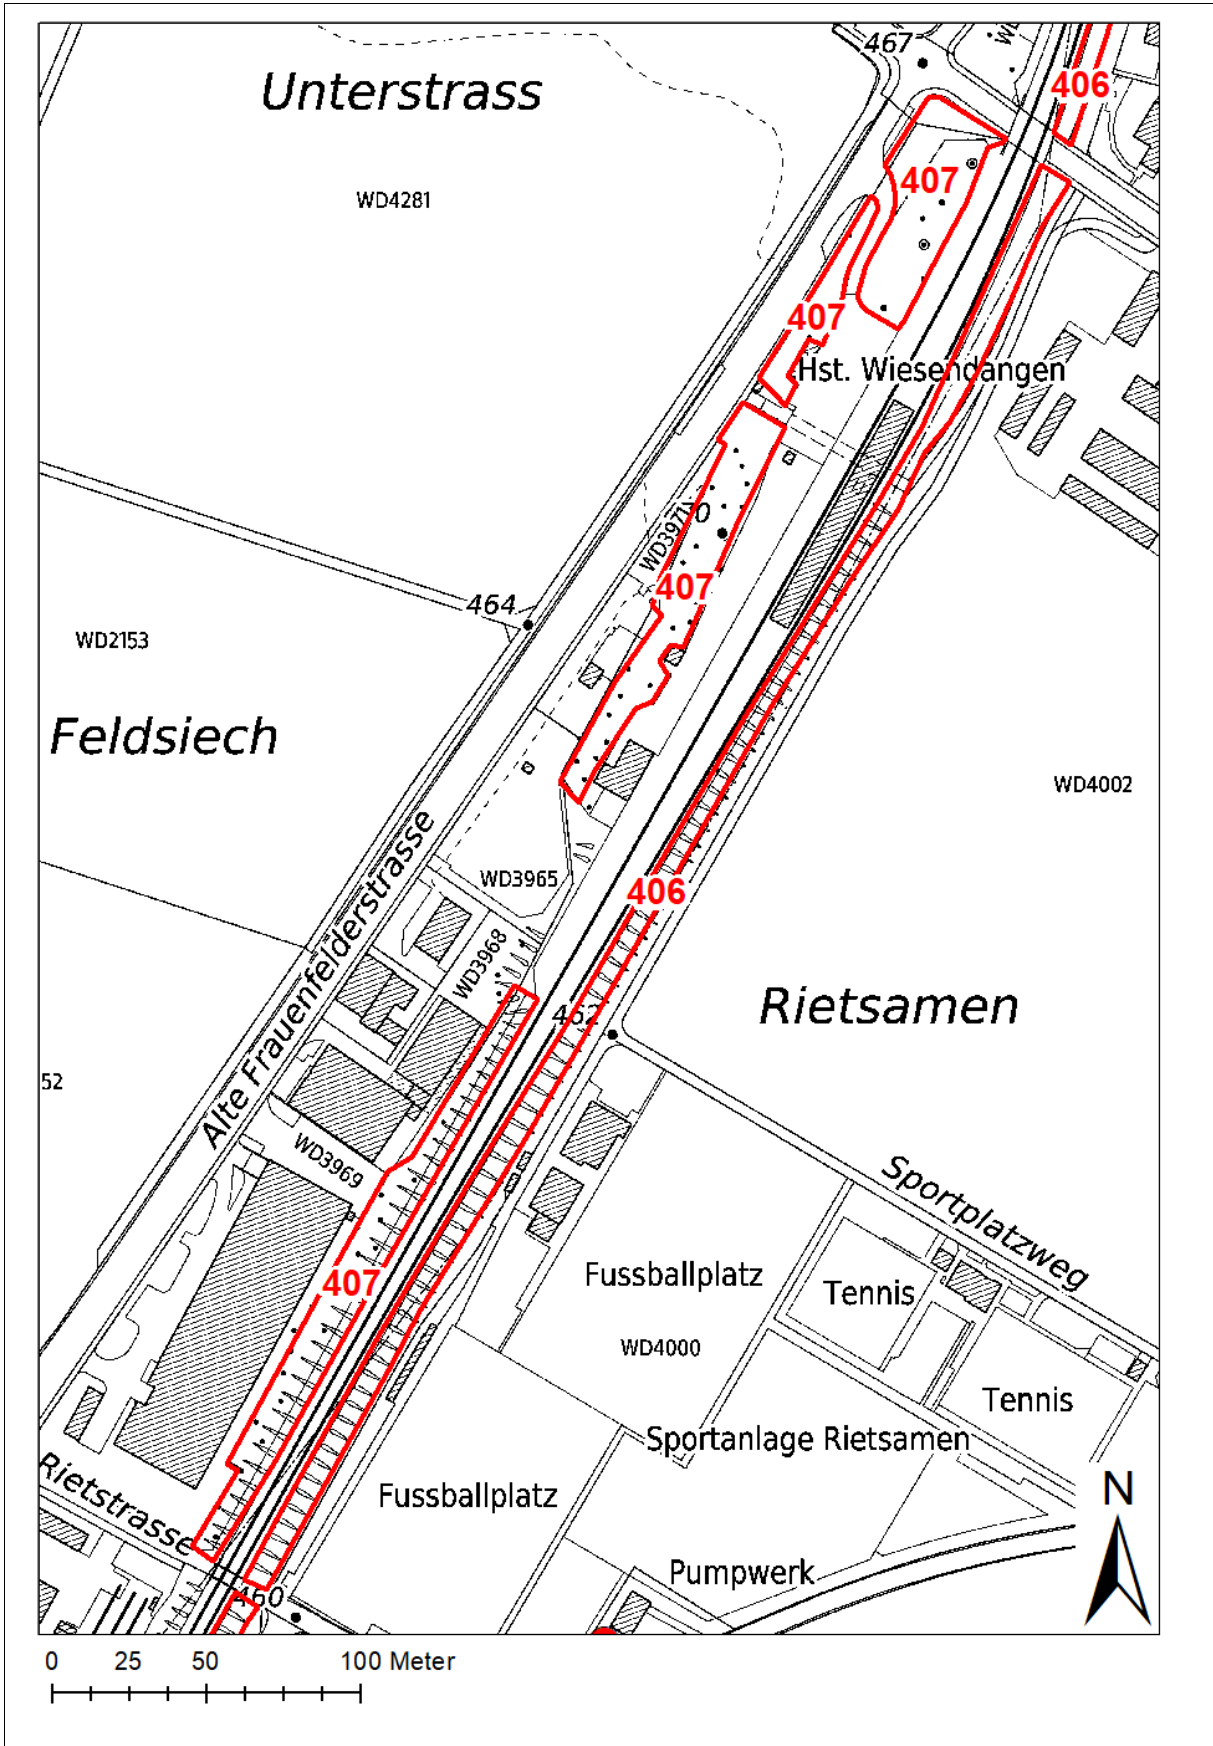 467
Unterstrass
406
WD4281
407
407
Hst. Wiesendangen
WD3971
407
464
WD2153
Feldsiech
WD4002
Alte Frauenfelderstrasse
WD3965
406
WD3968
462
Rietsamen
52
WD3969
Sportplatzweg
407
Fussballplatz
Tennis
WD4000
Tennis
Sportanlage Rietsamen
Rietstrasse
Fussballplatz
N
Pumpwerk
460
0 25 50 100 Meter